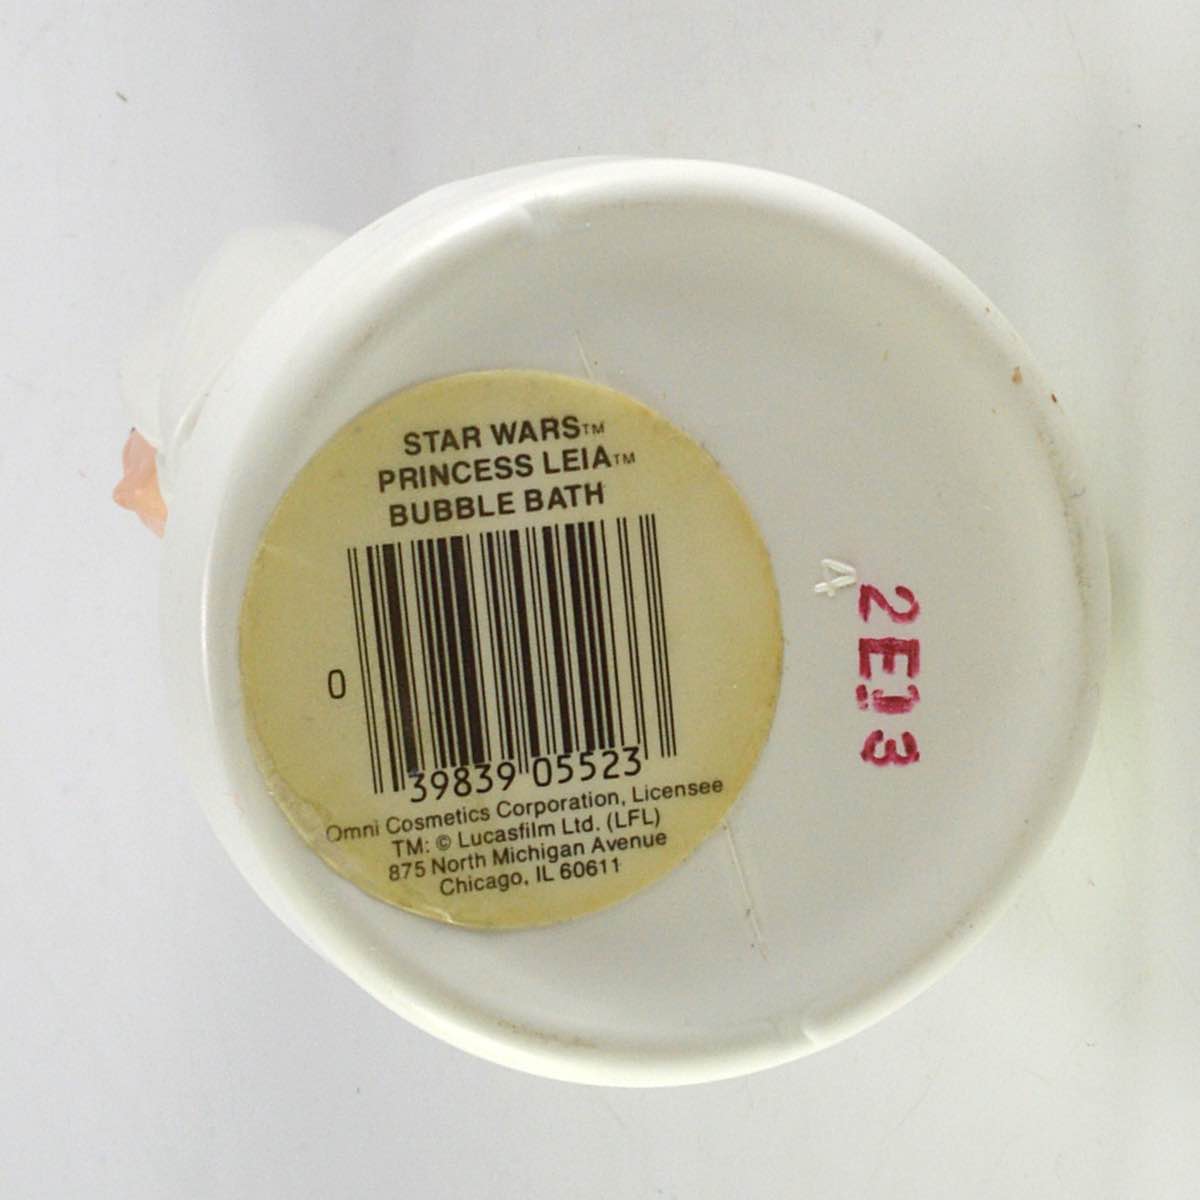 STAR WARS™
PRINCESS LEIA™
BUBBLE BATH
0
39839 05523
Omni Cosmetics Corporation, Licensee
TM: © Lucasfilm Ltd. (LFL)
875 North Michigan Avenue
Chicago, IL 60611
4